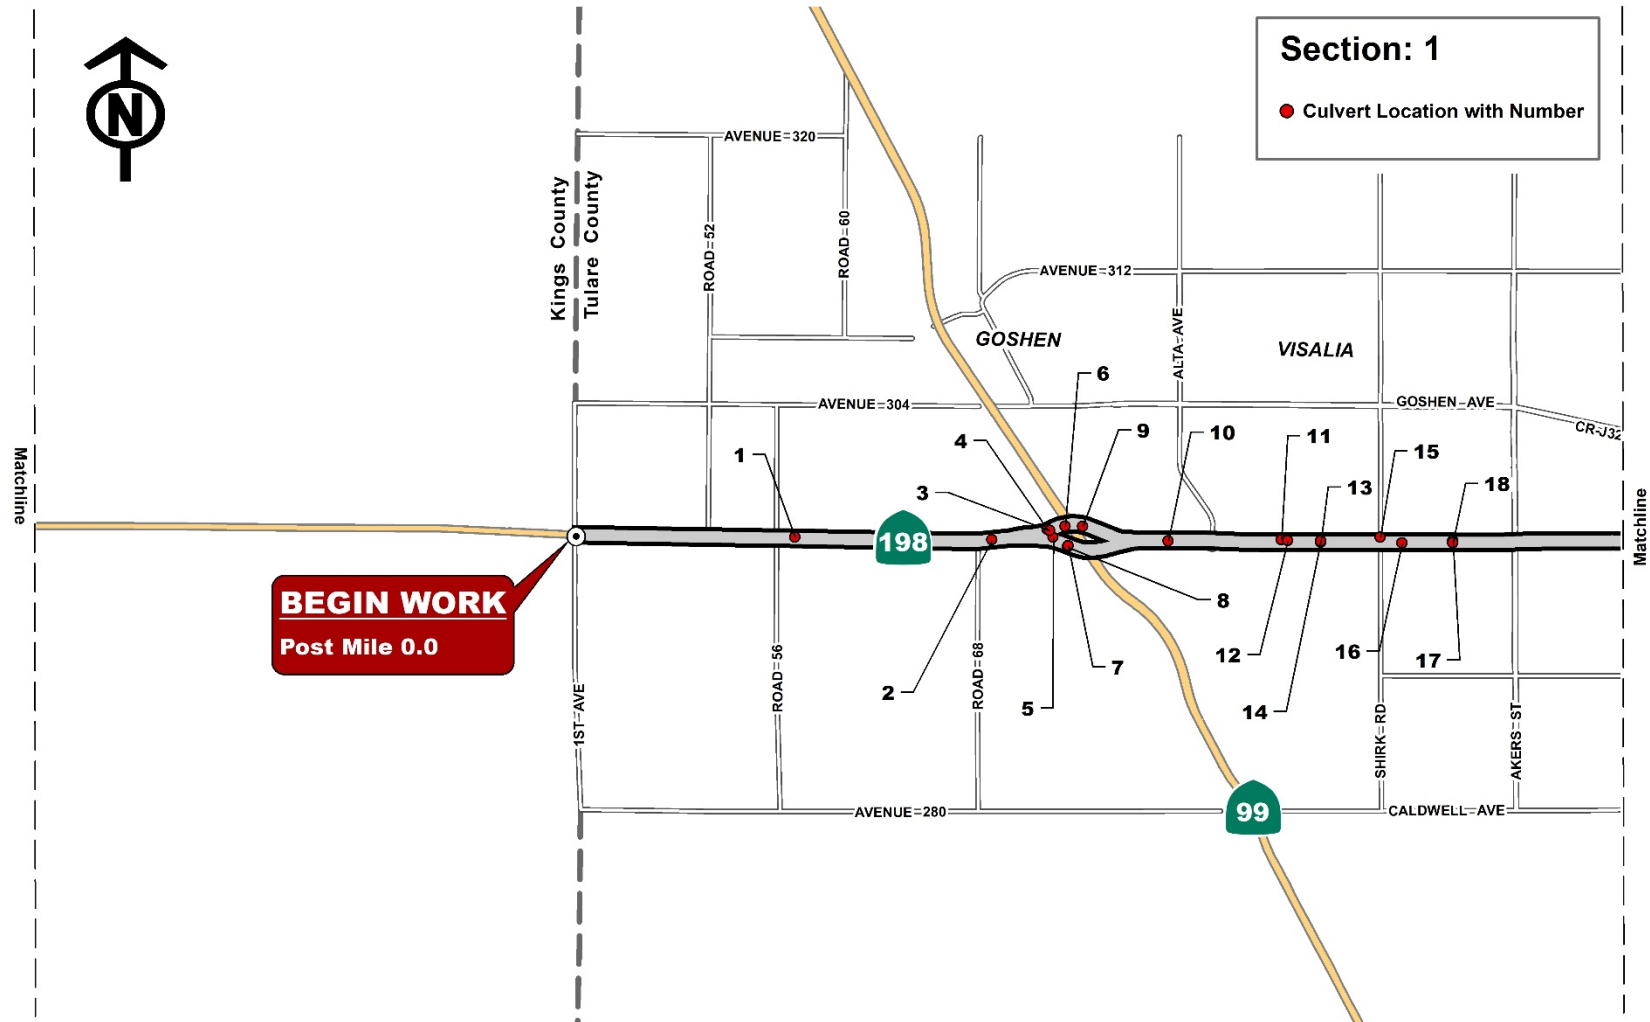 N
Section: 1
Culvert Location with Number
AVENUE 320
Kings County
Tulare County
ROAD 52
ROAD 60
AVENUE 312
GOSHEN
ALTA AVE
VISALIA
6
AVENUE 304
GOSHEN AVE
CR-J32
1
4
9
10
11
15
3
13
18
Matchline
198
Matchline
BEGIN WORK
Post Mile 0.0
8
2
5
7
12
14
16
17
1ST AVE
ROAD 56
ROAD 68
SHIRK RD
AKERS ST
AVENUE 280
99
CALDWELL AVE